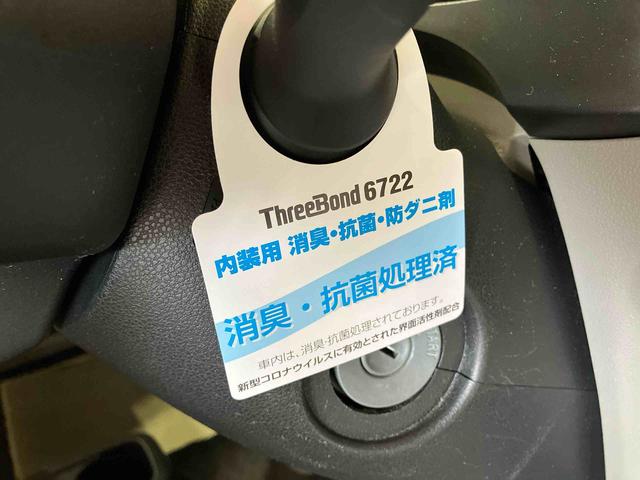 ThreeBond 6722
内装用 消臭・抗菌・防ダニ剤
消臭・抗菌処理済
車内は、消臭・抗菌処理されております。
新型コロナウイルスに有効とされた界面活性剤配合